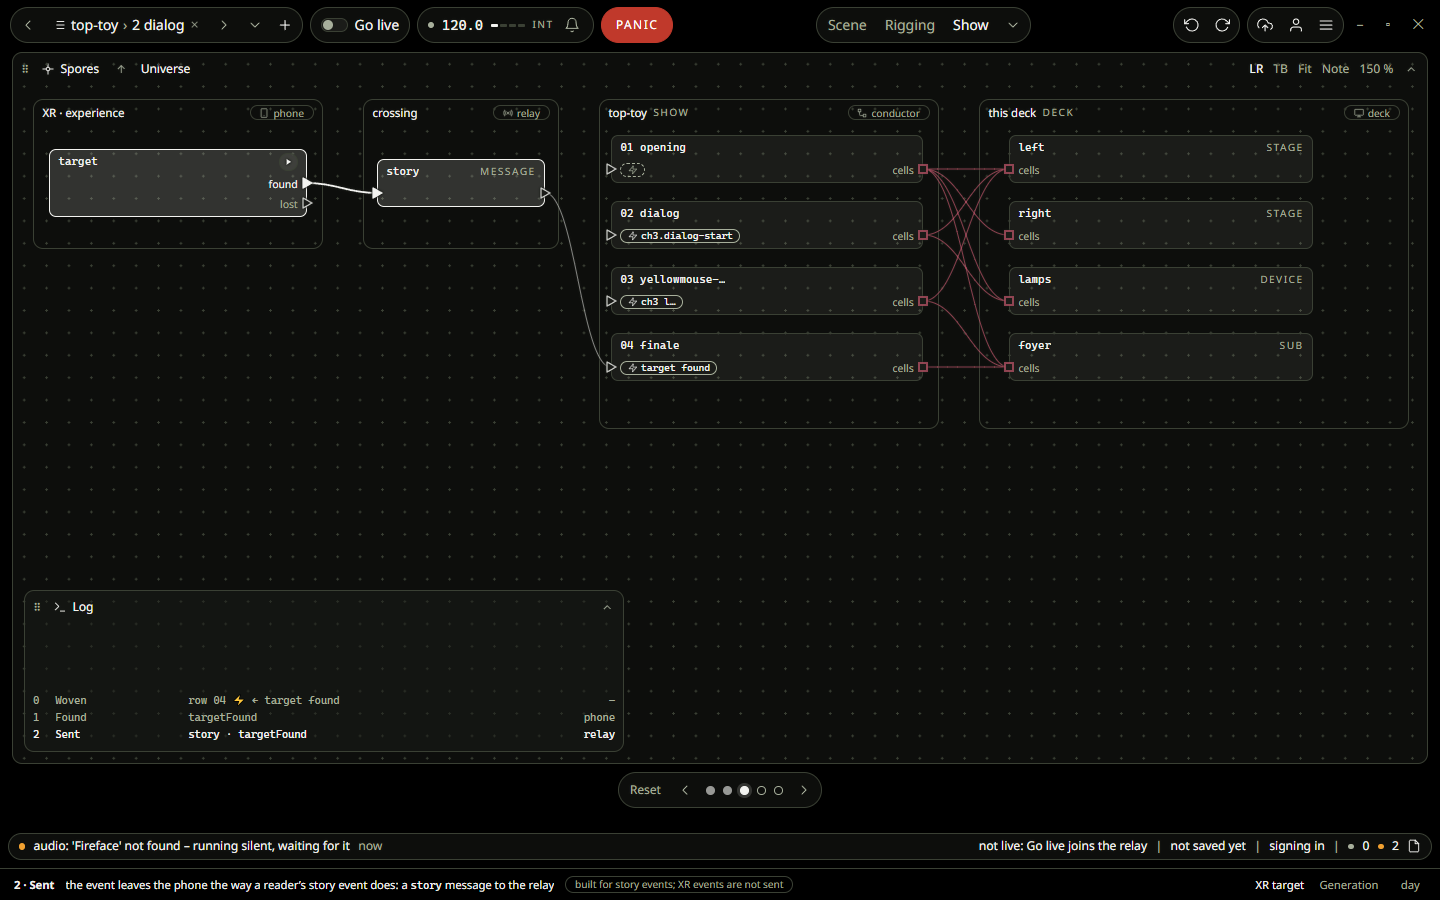 top-toy › 2 dialog ×
Go live
120.0 INT
PANIC
Scene Rigging Show
Spores ↑ Universe
LR TB Fit Note 150 %
XR · experience phone
target
found
lost
crossing relay
story MESSAGE
top-toy SHOW conductor
01 opening
cells
02 dialog
ch3.dialog-start cells
03 yellowmouse-…
ch3 l… cells
04 finale
target found cells
this deck DECK deck
left STAGE
cells
right STAGE
cells
lamps DEVICE
cells
foyer SUB
cells
Log
0 Woven row 04 ⚡ ← target found –
1 Found targetFound phone
2 Sent story · targetFound relay
Reset
audio: 'Fireface' not found – running silent, waiting for it now
not live: Go live joins the relay | not saved yet | signing in | 0 2
2 · Sent the event leaves the phone the way a reader's story event does: a story message to the relay built for story events; XR events are not sent
XR target Generation day